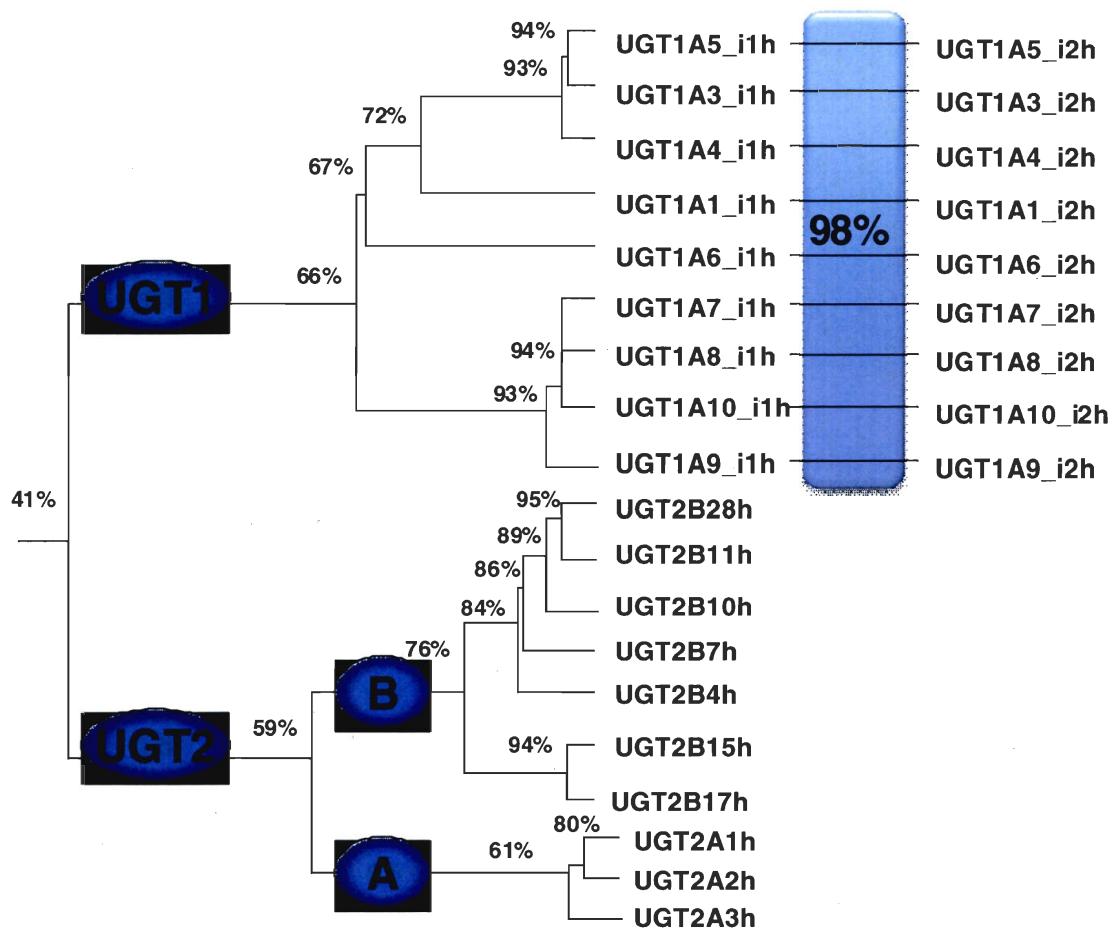 94%
UGT1A5_i1h UGT1A5_i2h
93%
UGT1A3_i1h UGT1A3_i2h
72%
UGT1A4_i1h UGT1A4_i2h
67%
UGT1A1_i1h UGT1A1_i2h
98%
UGT1A6_i1h UGT1A6_i2h
66%
UGT1
UGT1A7_i1h UGT1A7_i2h
94%
UGT1A8_i1h UGT1A8_i2h
93%
UGT1A10_i1h UGT1A10_i2h
UGT1A9_i1h UGT1A9_i2h
41%
95%
UGT2B28h
89%
UGT2B11h
86%
84%
UGT2B10h
76%
UGT2B7h
B
UGT2B4h
59%
UGT2
94%
UGT2B15h
UGT2B17h
80%
UGT2A1h
61%
A
UGT2A2h
UGT2A3h